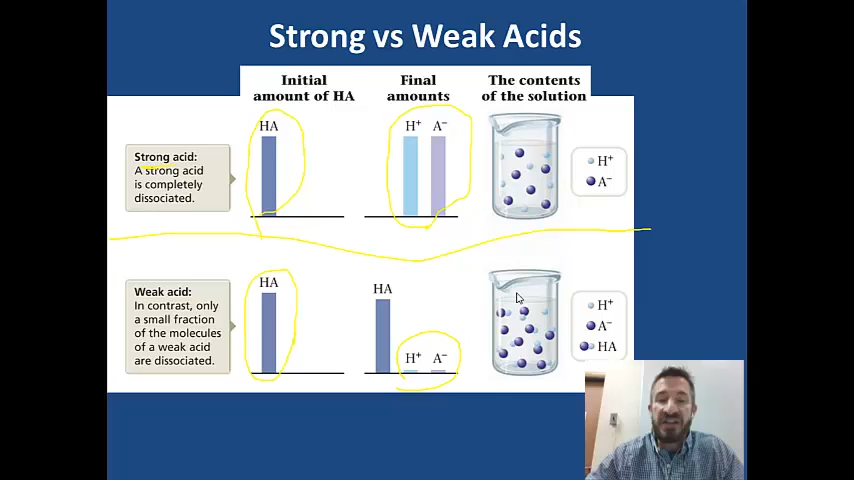 Strong vs Weak Acids
Initial
amount of HA
Final
amounts
The contents
of the solution
Strong acid:
A strong acid
is completely
dissociated.
HA
H⁺ A⁻
H⁺
A⁻
Weak acid:
In contrast, only
a small fraction
of the molecules
of a weak acid
are dissociated.
HA
HA
H⁺ A⁻
H⁺
A⁻
HA